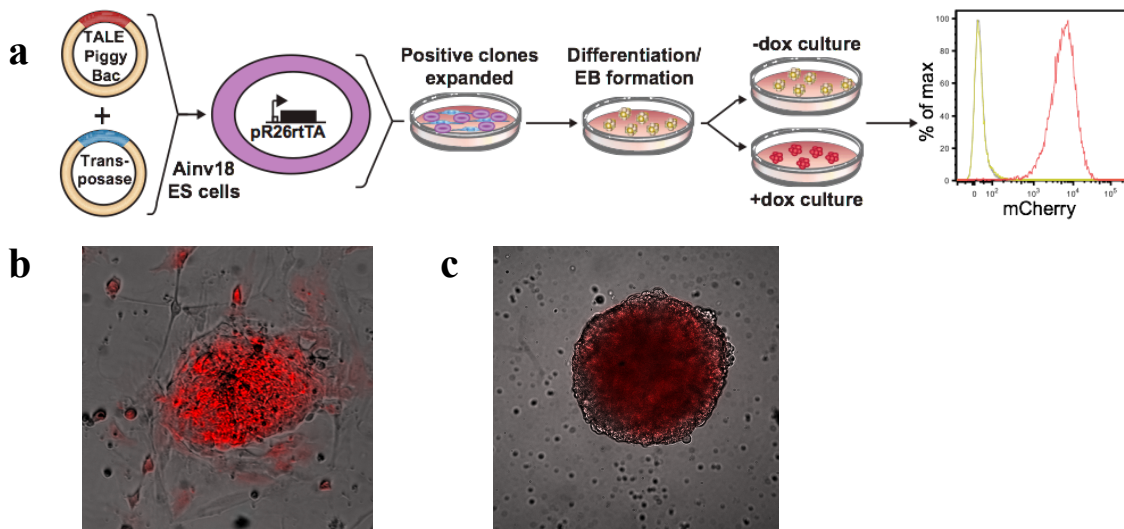 a
TALE
Piggy
Bac
+
Trans-
posase
pR26rtTA
Ainv18
ES cells
Positive clones
expanded
Differentiation/
EB formation
-dox culture
+dox culture
% of max
100
80
60
40
20
0
0 10² 10³ 10⁴ 10⁵
mCherry
b
c